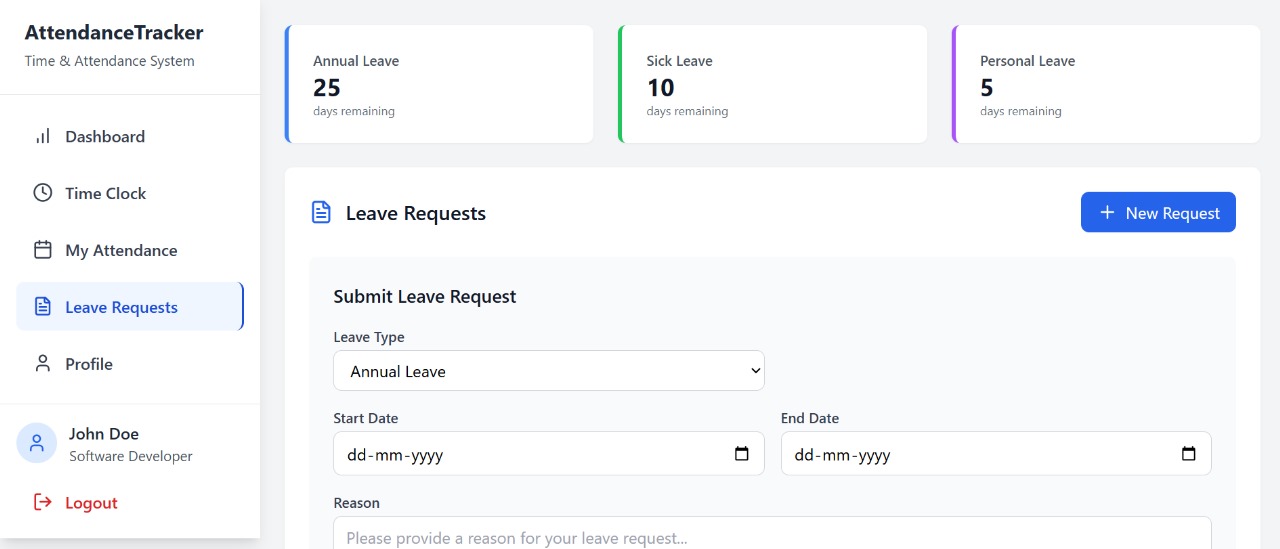 AttendanceTracker
Time & Attendance System
Dashboard
Time Clock
My Attendance
Leave Requests
Profile
John Doe
Software Developer
Logout
Annual Leave
25
days remaining
Sick Leave
10
days remaining
Personal Leave
5
days remaining
Leave Requests
New Request
Submit Leave Request
Leave Type
Annual Leave
Start Date
dd-mm-yyyy
End Date
dd-mm-yyyy
Reason
Please provide a reason for your leave request...